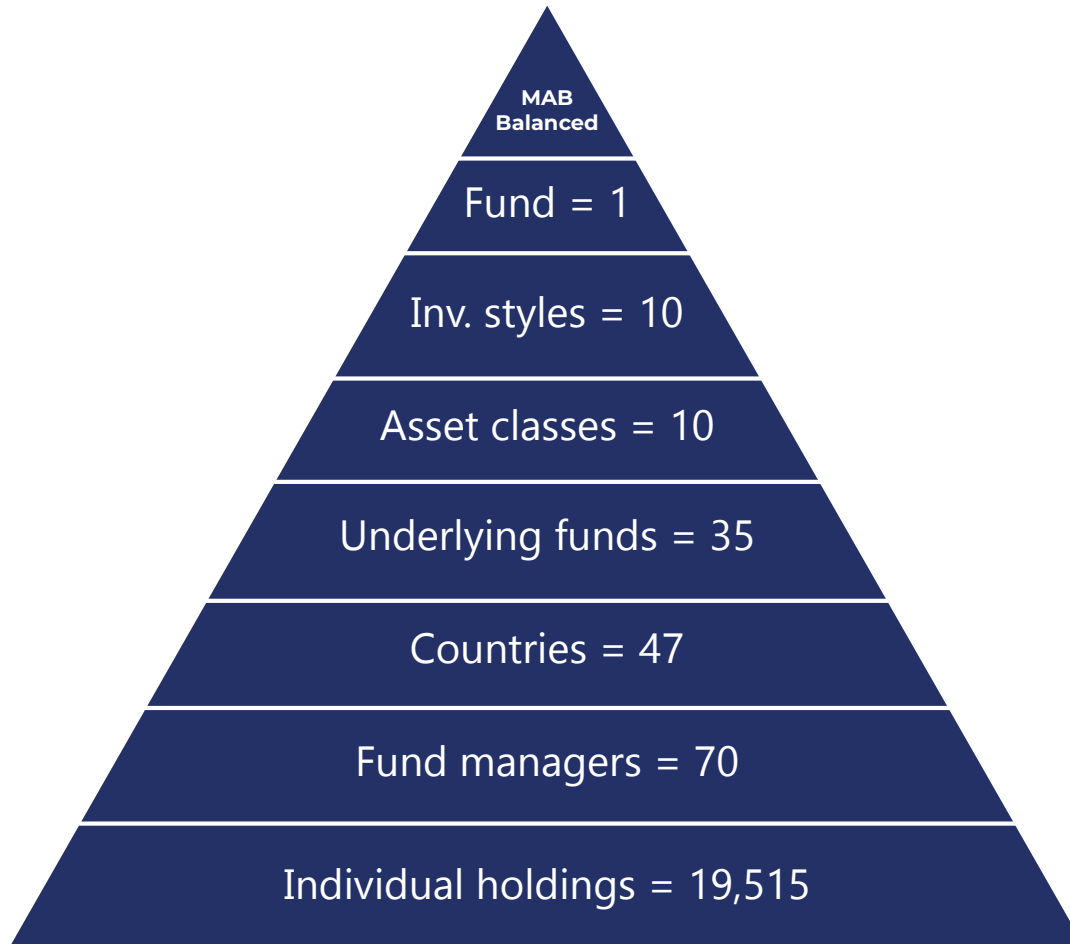 MAB
Balanced
Fund = 1
Inv. styles = 10
Asset classes = 10
Underlying funds = 35
Countries = 47
Fund managers = 70
Individual holdings = 19,515